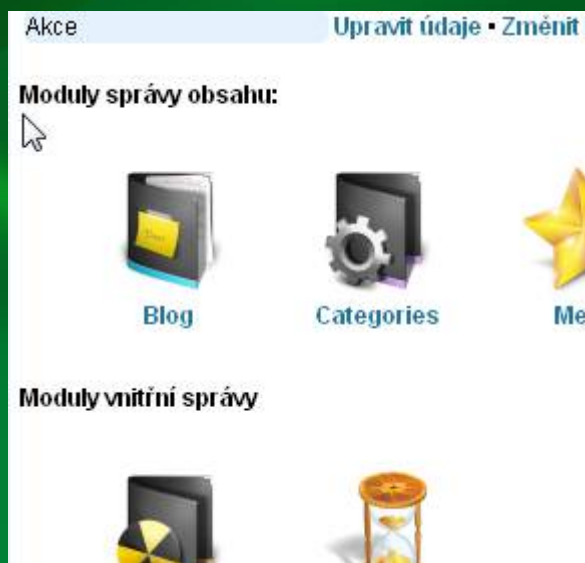 Akce Upravit údaje ▪ Změnit
Moduly správy obsahu:
Blog Categories Me
Moduly vnitřní správy